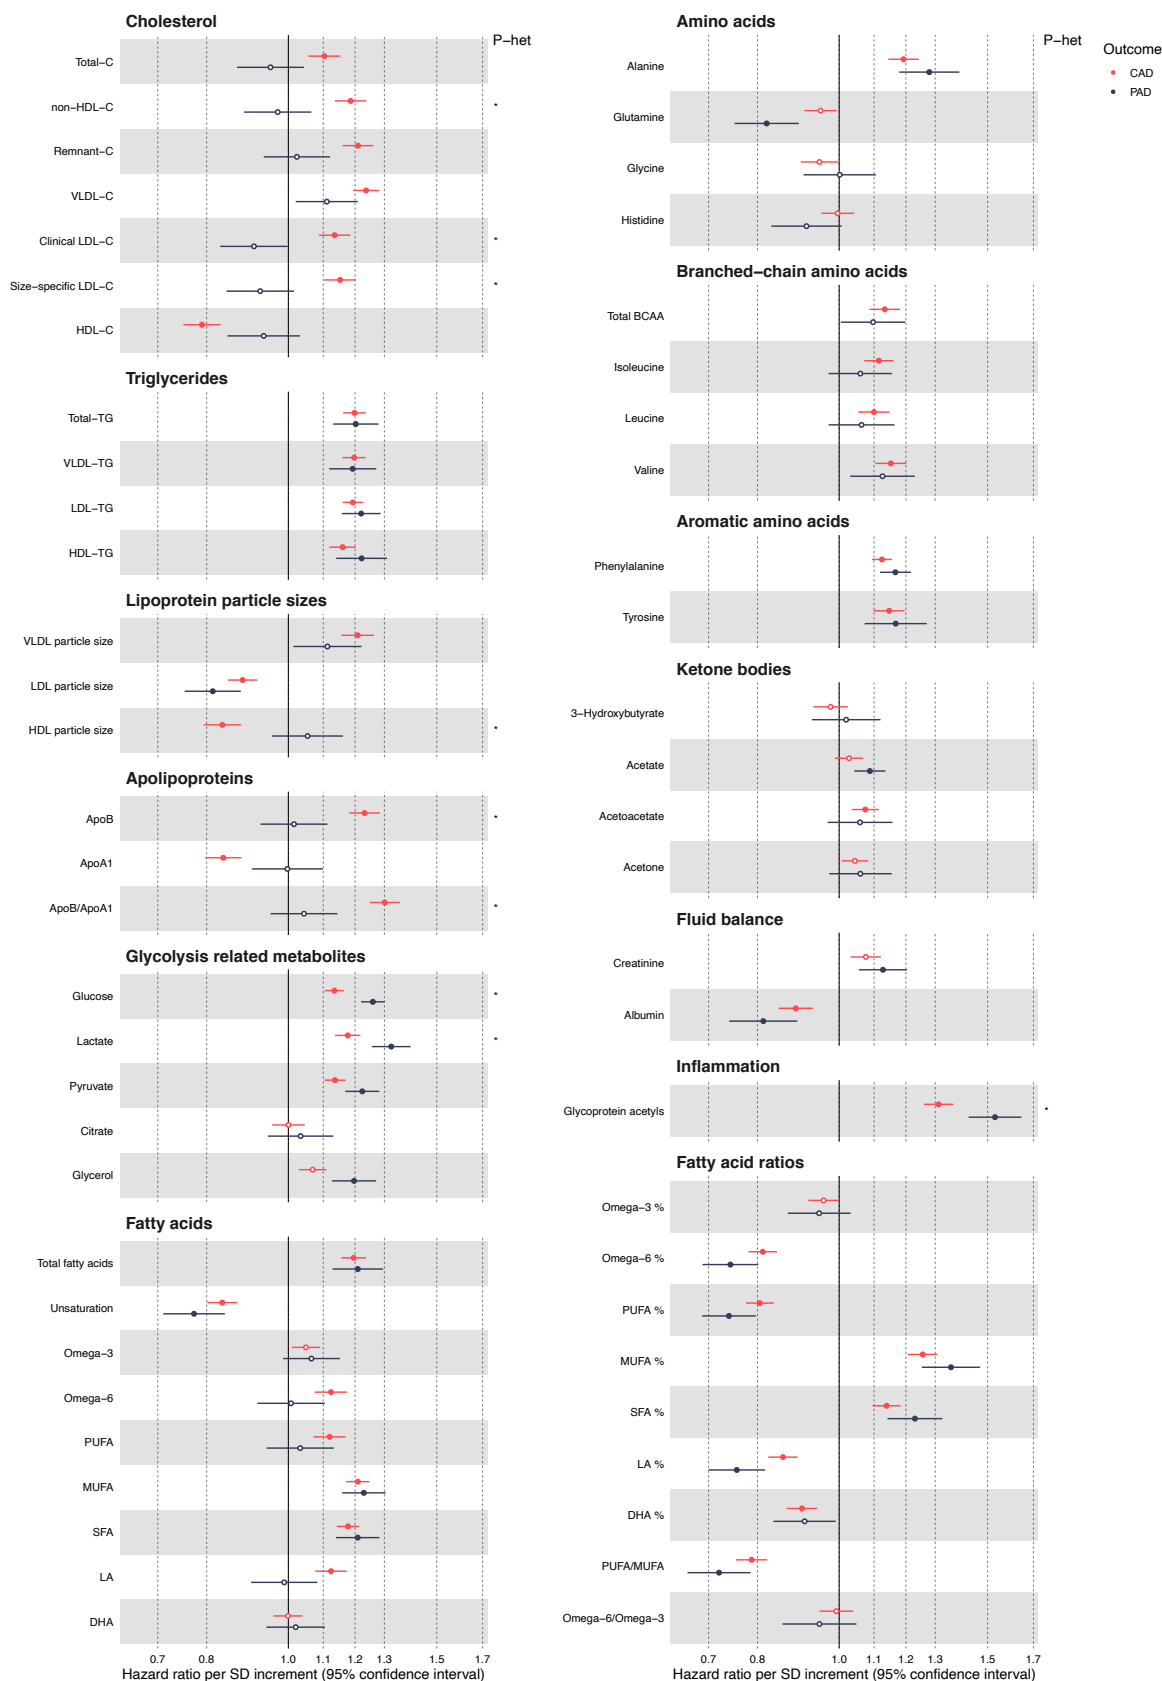 Cholesterol
P−het
Total−C
non−HDL−C
*
Remnant−C
VLDL−C
Clinical LDL−C
*
Size−specific LDL−C
*
HDL−C
Triglycerides
Total−TG
VLDL−TG
LDL−TG
HDL−TG
Lipoprotein particle sizes
VLDL particle size
LDL particle size
HDL particle size
*
Apolipoproteins
ApoB
*
ApoA1
ApoB/ApoA1
*
Glycolysis related metabolites
Glucose
*
Lactate
*
Pyruvate
Citrate
Glycerol
Fatty acids
Total fatty acids
Unsaturation
Omega−3
Omega−6
PUFA
MUFA
SFA
LA
DHA
0.7 0.8 1.0 1.1 1.2 1.3 1.5 1.7
Hazard ratio per SD increment (95% confidence interval)
Amino acids
P−het
Alanine
Glutamine
Glycine
Histidine
Branched−chain amino acids
Total BCAA
Isoleucine
Leucine
Valine
Aromatic amino acids
Phenylalanine
Tyrosine
Ketone bodies
3−Hydroxybutyrate
Acetate
Acetoacetate
Acetone
Fluid balance
Creatinine
Albumin
Inflammation
Glycoprotein acetyls
*
Fatty acid ratios
Omega−3 %
Omega−6 %
PUFA %
MUFA %
SFA %
LA %
DHA %
PUFA/MUFA
Omega−6/Omega−3
0.7 0.8 1.0 1.1 1.2 1.3 1.5 1.7
Hazard ratio per SD increment (95% confidence interval)
Outcome
CAD
PAD